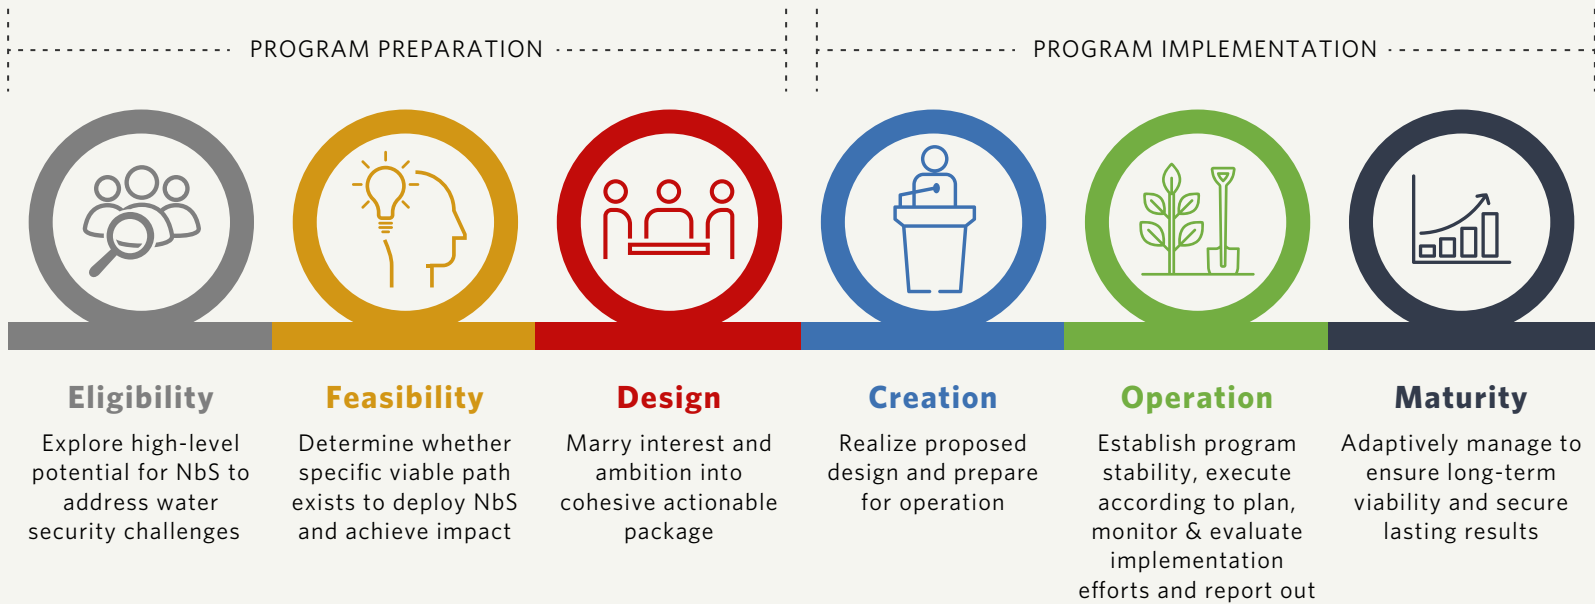 PROGRAM PREPARATION
PROGRAM IMPLEMENTATION
Eligibility
Explore high-level
potential for NbS to
address water
security challenges
Feasibility
Determine whether
specific viable path
exists to deploy NbS
and achieve impact
Design
Marry interest and
ambition into
cohesive actionable
package
Creation
Realize proposed
design and prepare
for operation
Operation
Establish program
stability, execute
according to plan,
monitor & evaluate
implementation
efforts and report out
Maturity
Adaptively manage to
ensure long-term
viability and secure
lasting results